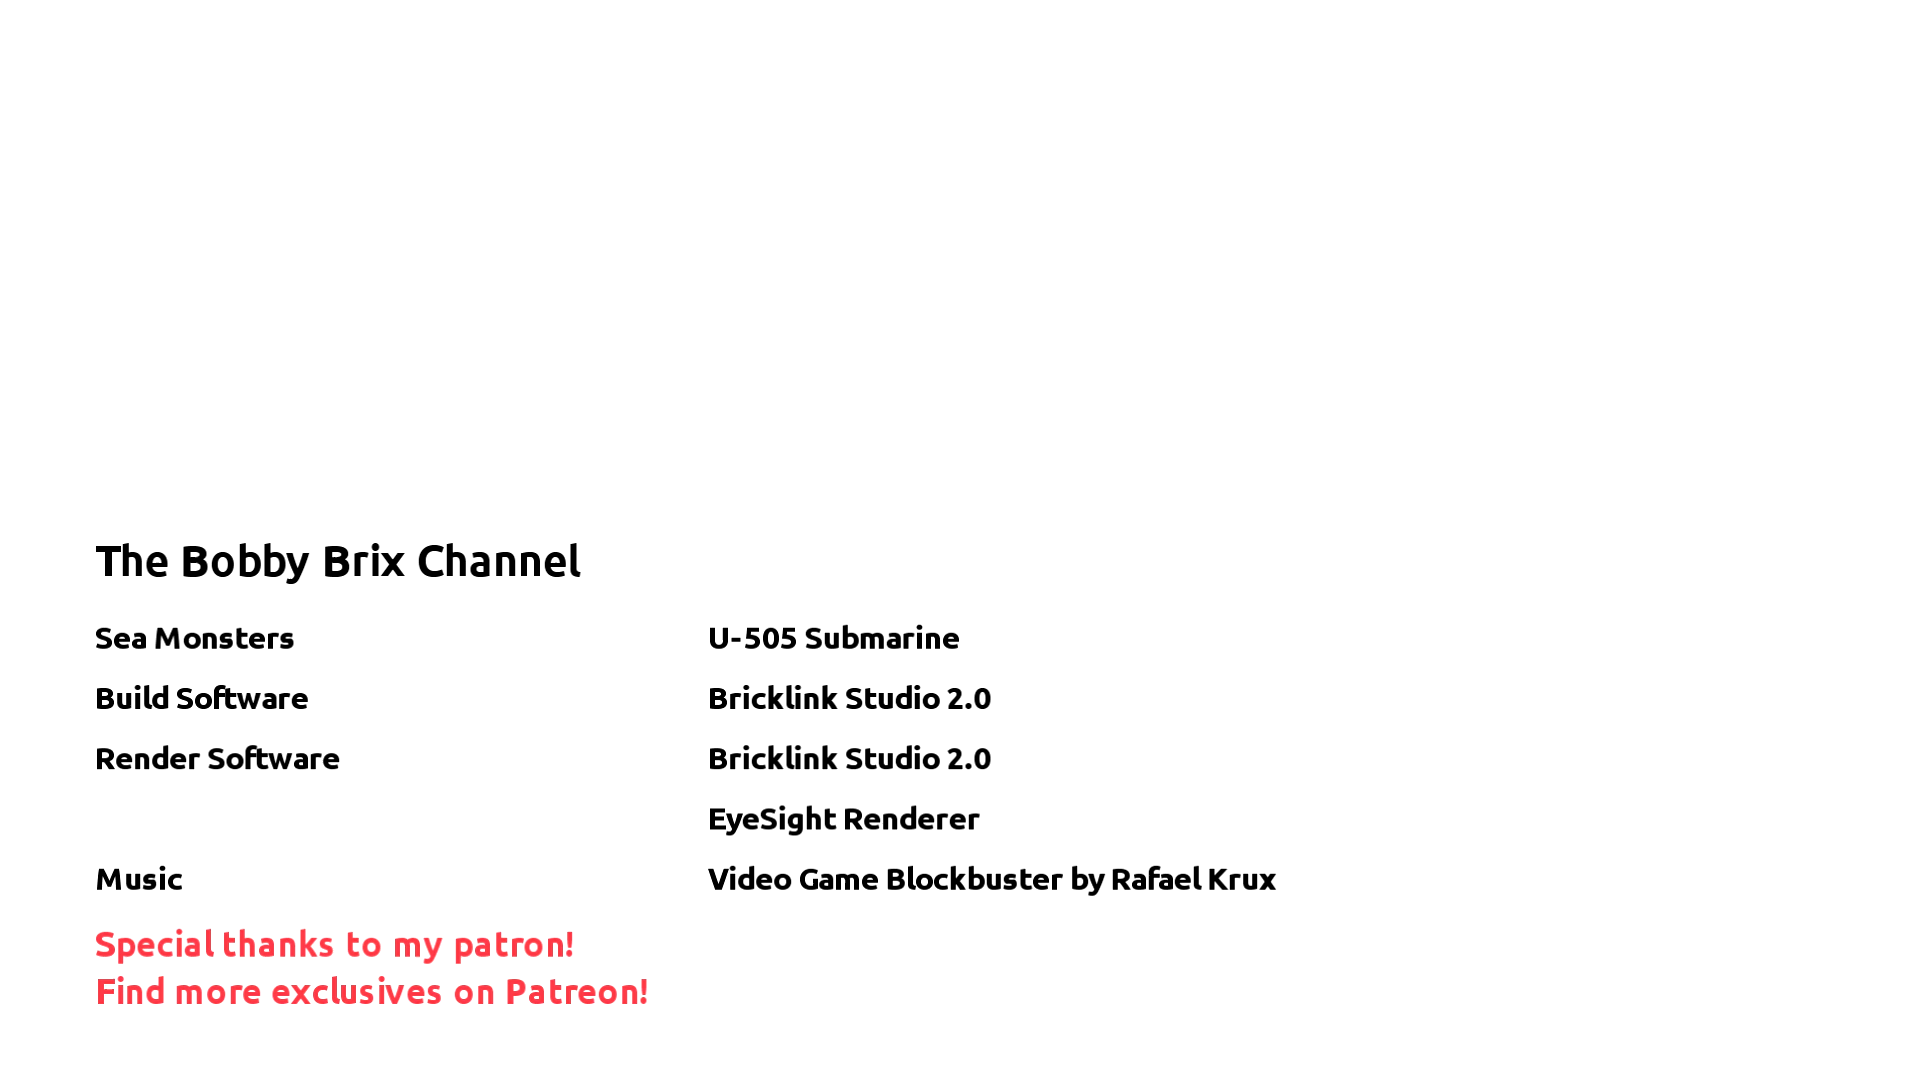 The Bobby Brix Channel
Sea Monsters U-505 Submarine
Build Software Bricklink Studio 2.0
Render Software Bricklink Studio 2.0
EyeSight Renderer
Music Video Game Blockbuster by Rafael Krux
Special thanks to my patron!
Find more exclusives on Patreon!